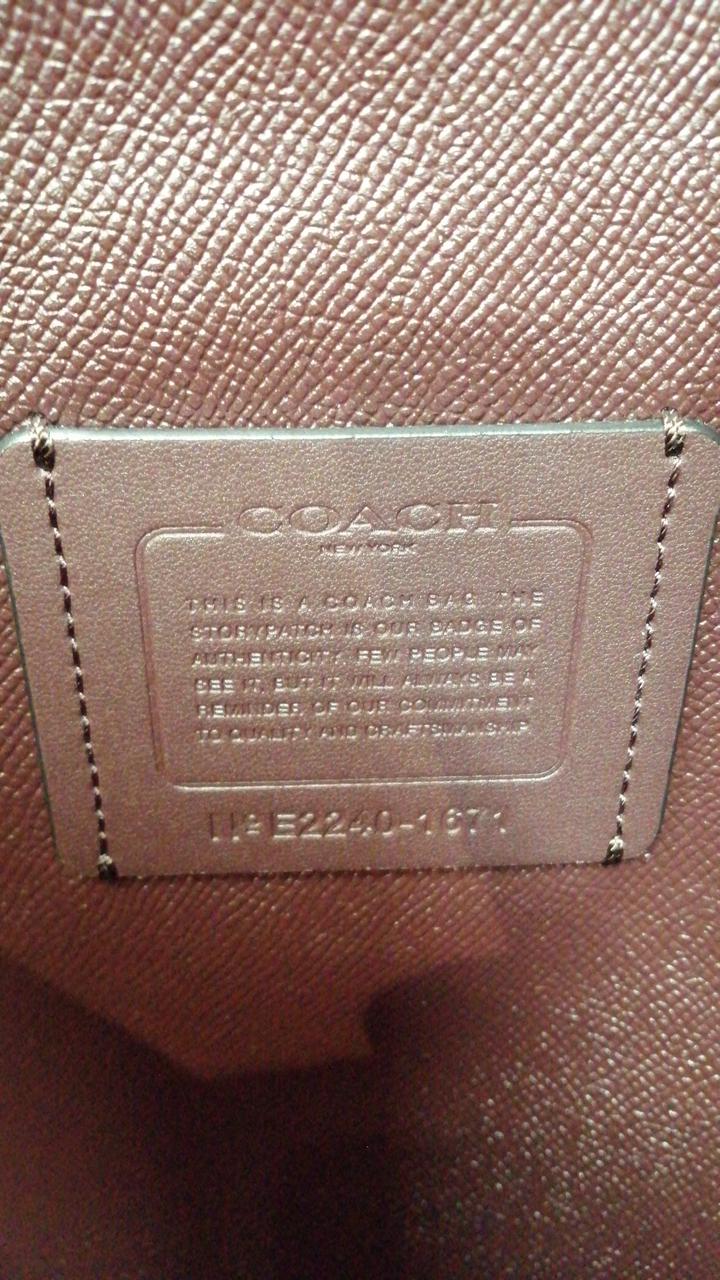 COACH
NEW YORK
THIS IS A COACH BAG. THE
STORYPATCH IS OUR BADGE OF
AUTHENTICITY. FEW PEOPLE MAY
SEE IT, BUT IT WILL ALWAYS BE A
REMINDER OF OUR COMMITMENT
TO QUALITY AND CRAFTSMANSHIP.
Nº E2240-1671